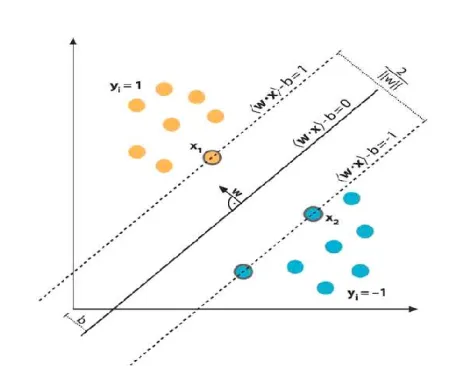 yᵢ = 1
⟨w·x⟩-b=1
2/||w||
⟨w·x⟩-b=0
⟨w·x⟩-b=-1
x₁
w
x₂
yᵢ = -1
b